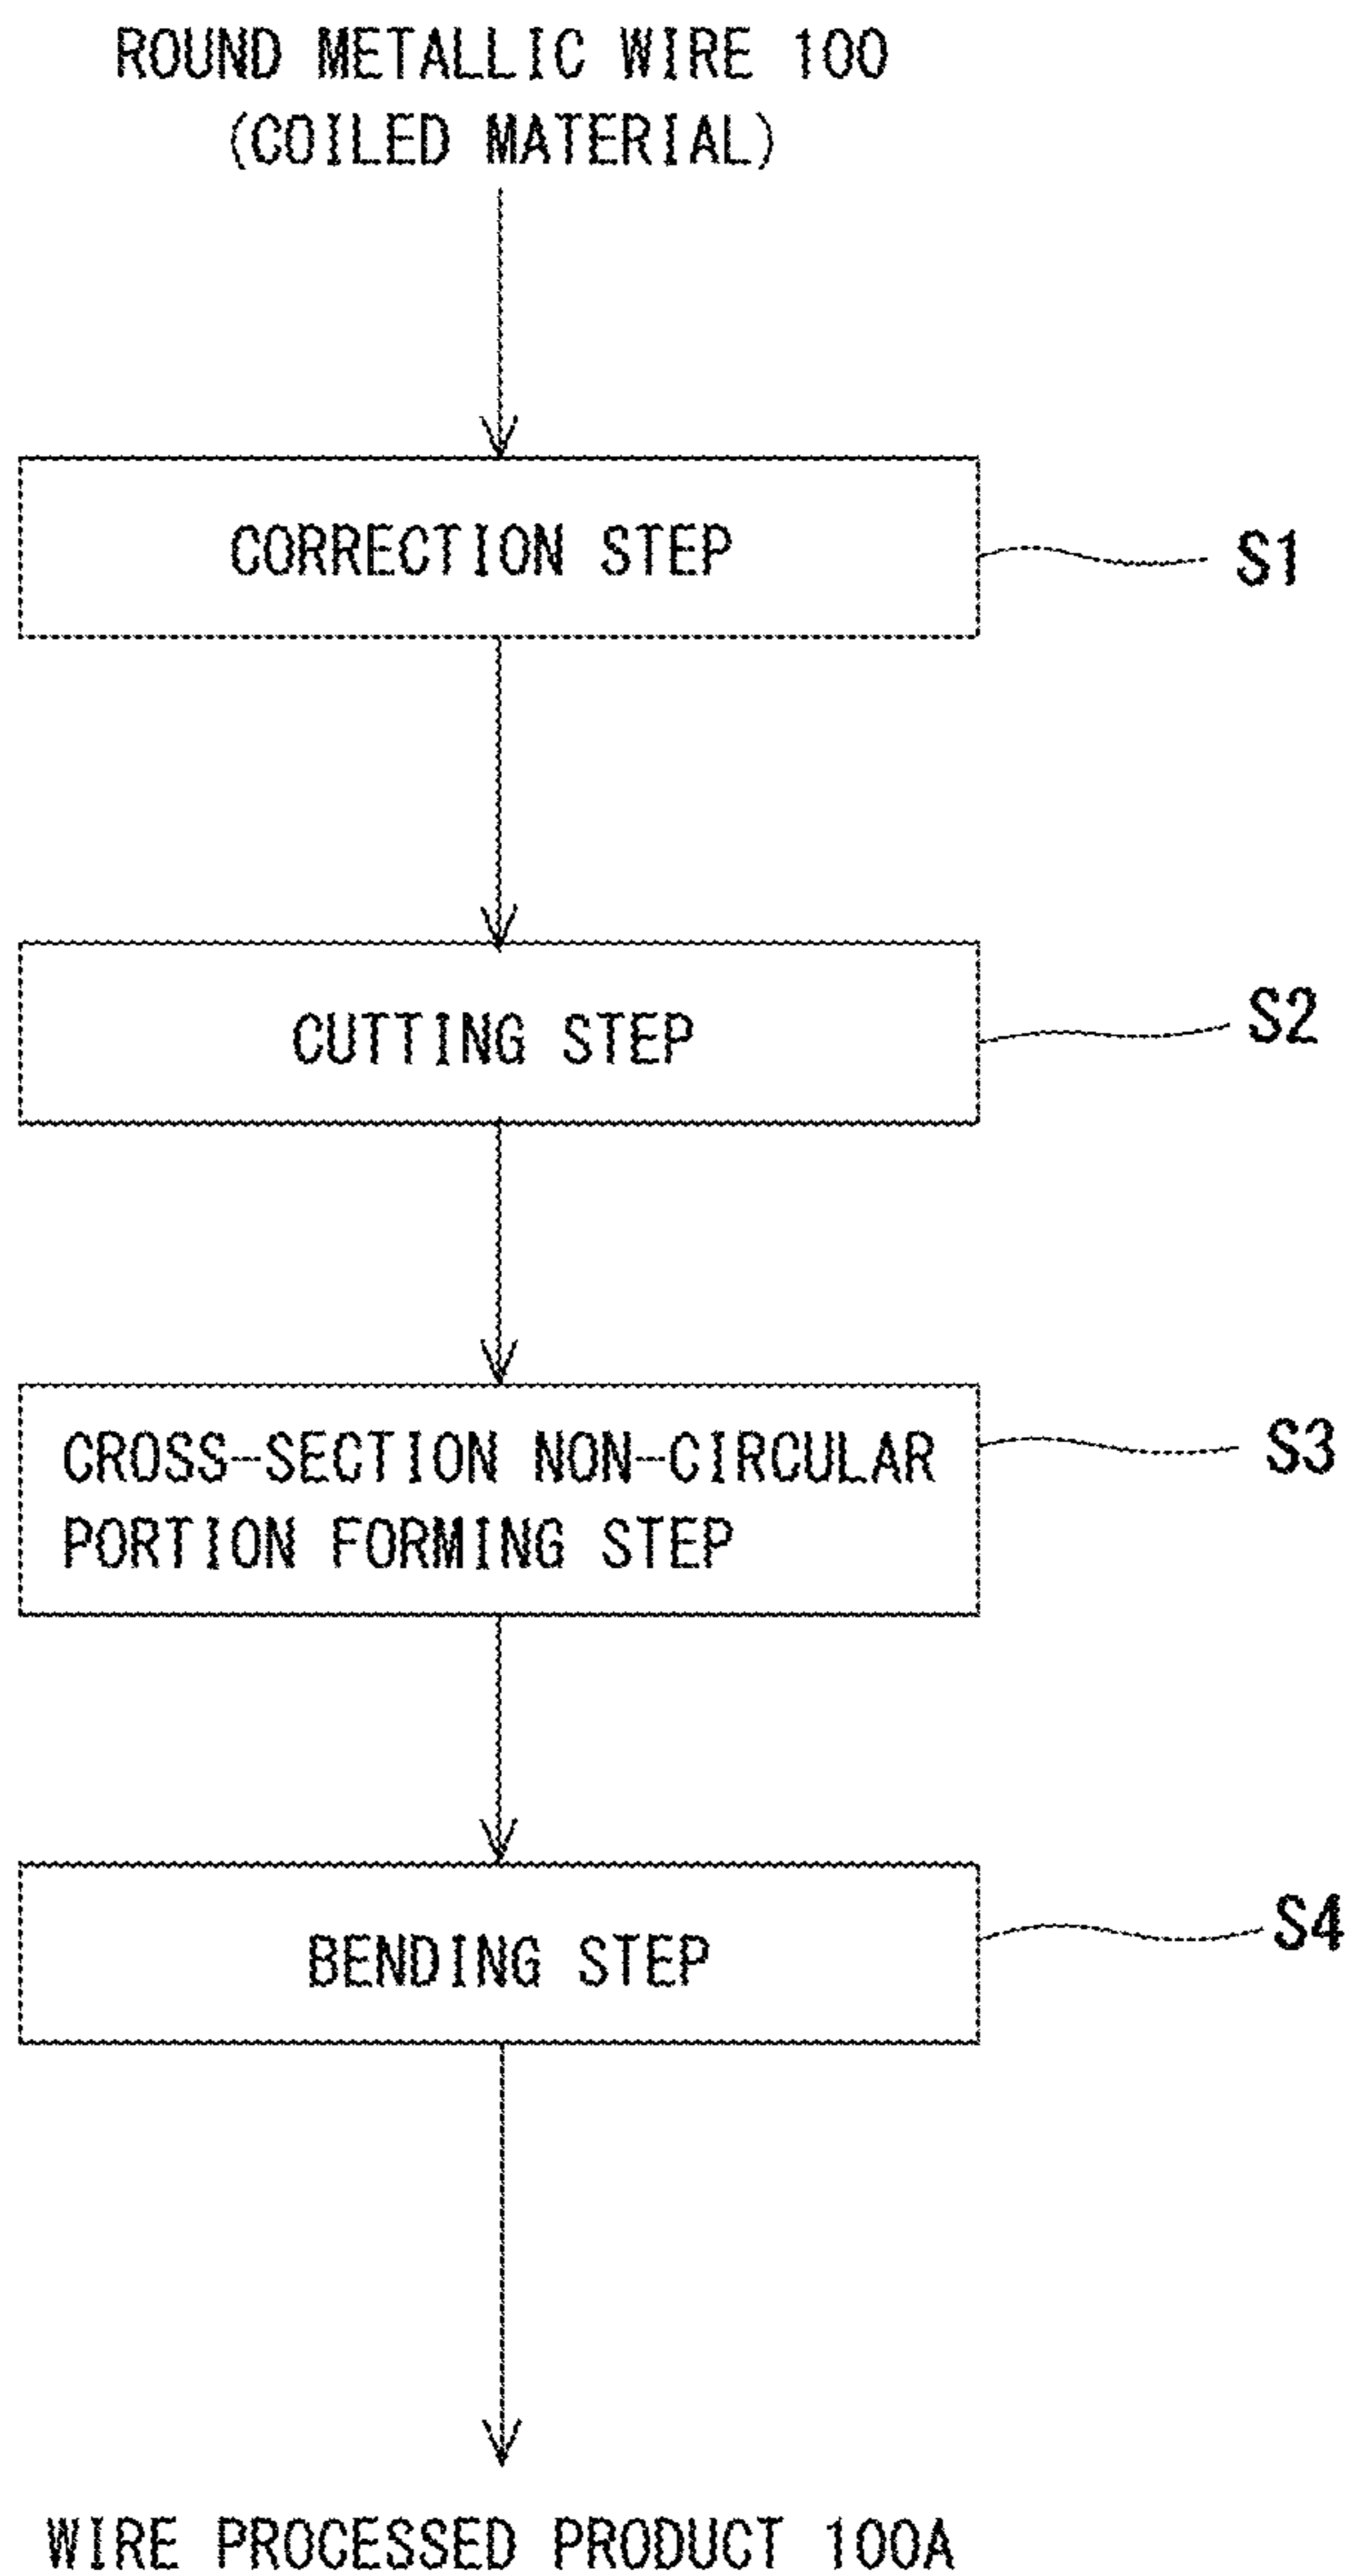 ROUND METALLIC WIRE 100
(COILED MATERIAL)
CORRECTION STEP
S1
CUTTING STEP
S2
CROSS-SECTION NON-CIRCULAR
PORTION FORMING STEP
S3
BENDING STEP
S4
WIRE PROCESSED PRODUCT 100A